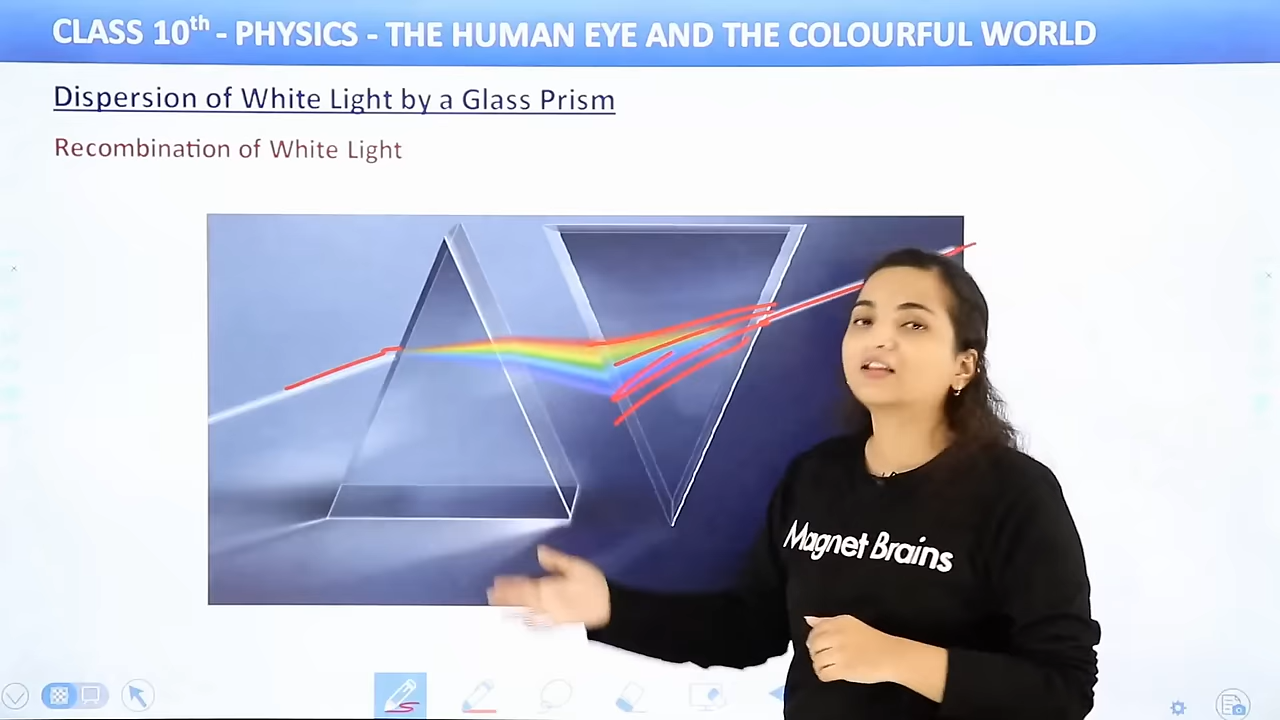 CLASS 10th - PHYSICS - THE HUMAN EYE AND THE COLOURFUL WORLD
Dispersion of White Light by a Glass Prism
Recombination of White Light
Magnet Brains